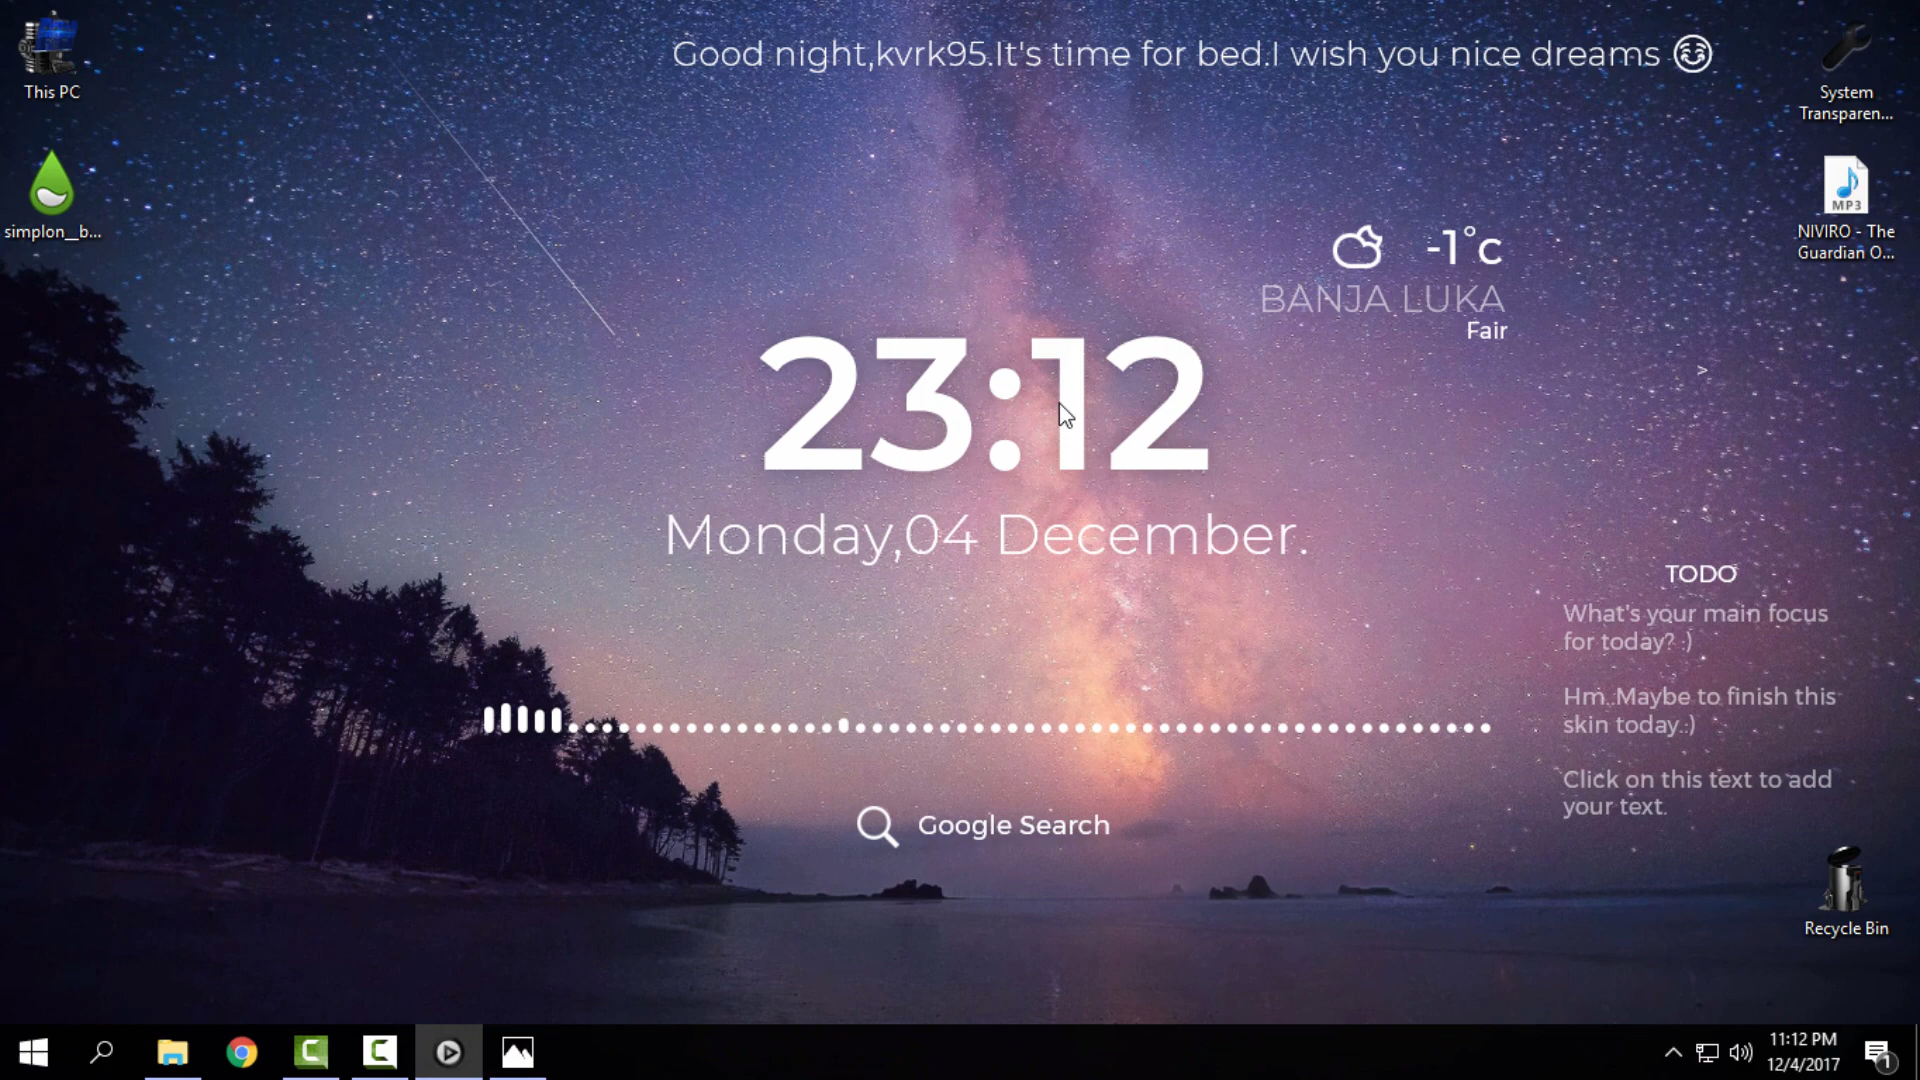 Good night,kvrk95.It's time for bed.I wish you nice dreams
This PC
System
Transparen...
simplon__b...
MP3
NIVIRO - The
Guardian O...
-1°c
BANJA LUKA
Fair
>
23:12
Monday,04 December.
TODO
What's your main focus
for today? :)
Hm..Maybe to finish this
skin today.:)
Click on this text to add
your text.
Google Search
Recycle Bin
11:12 PM
12/4/2017
1